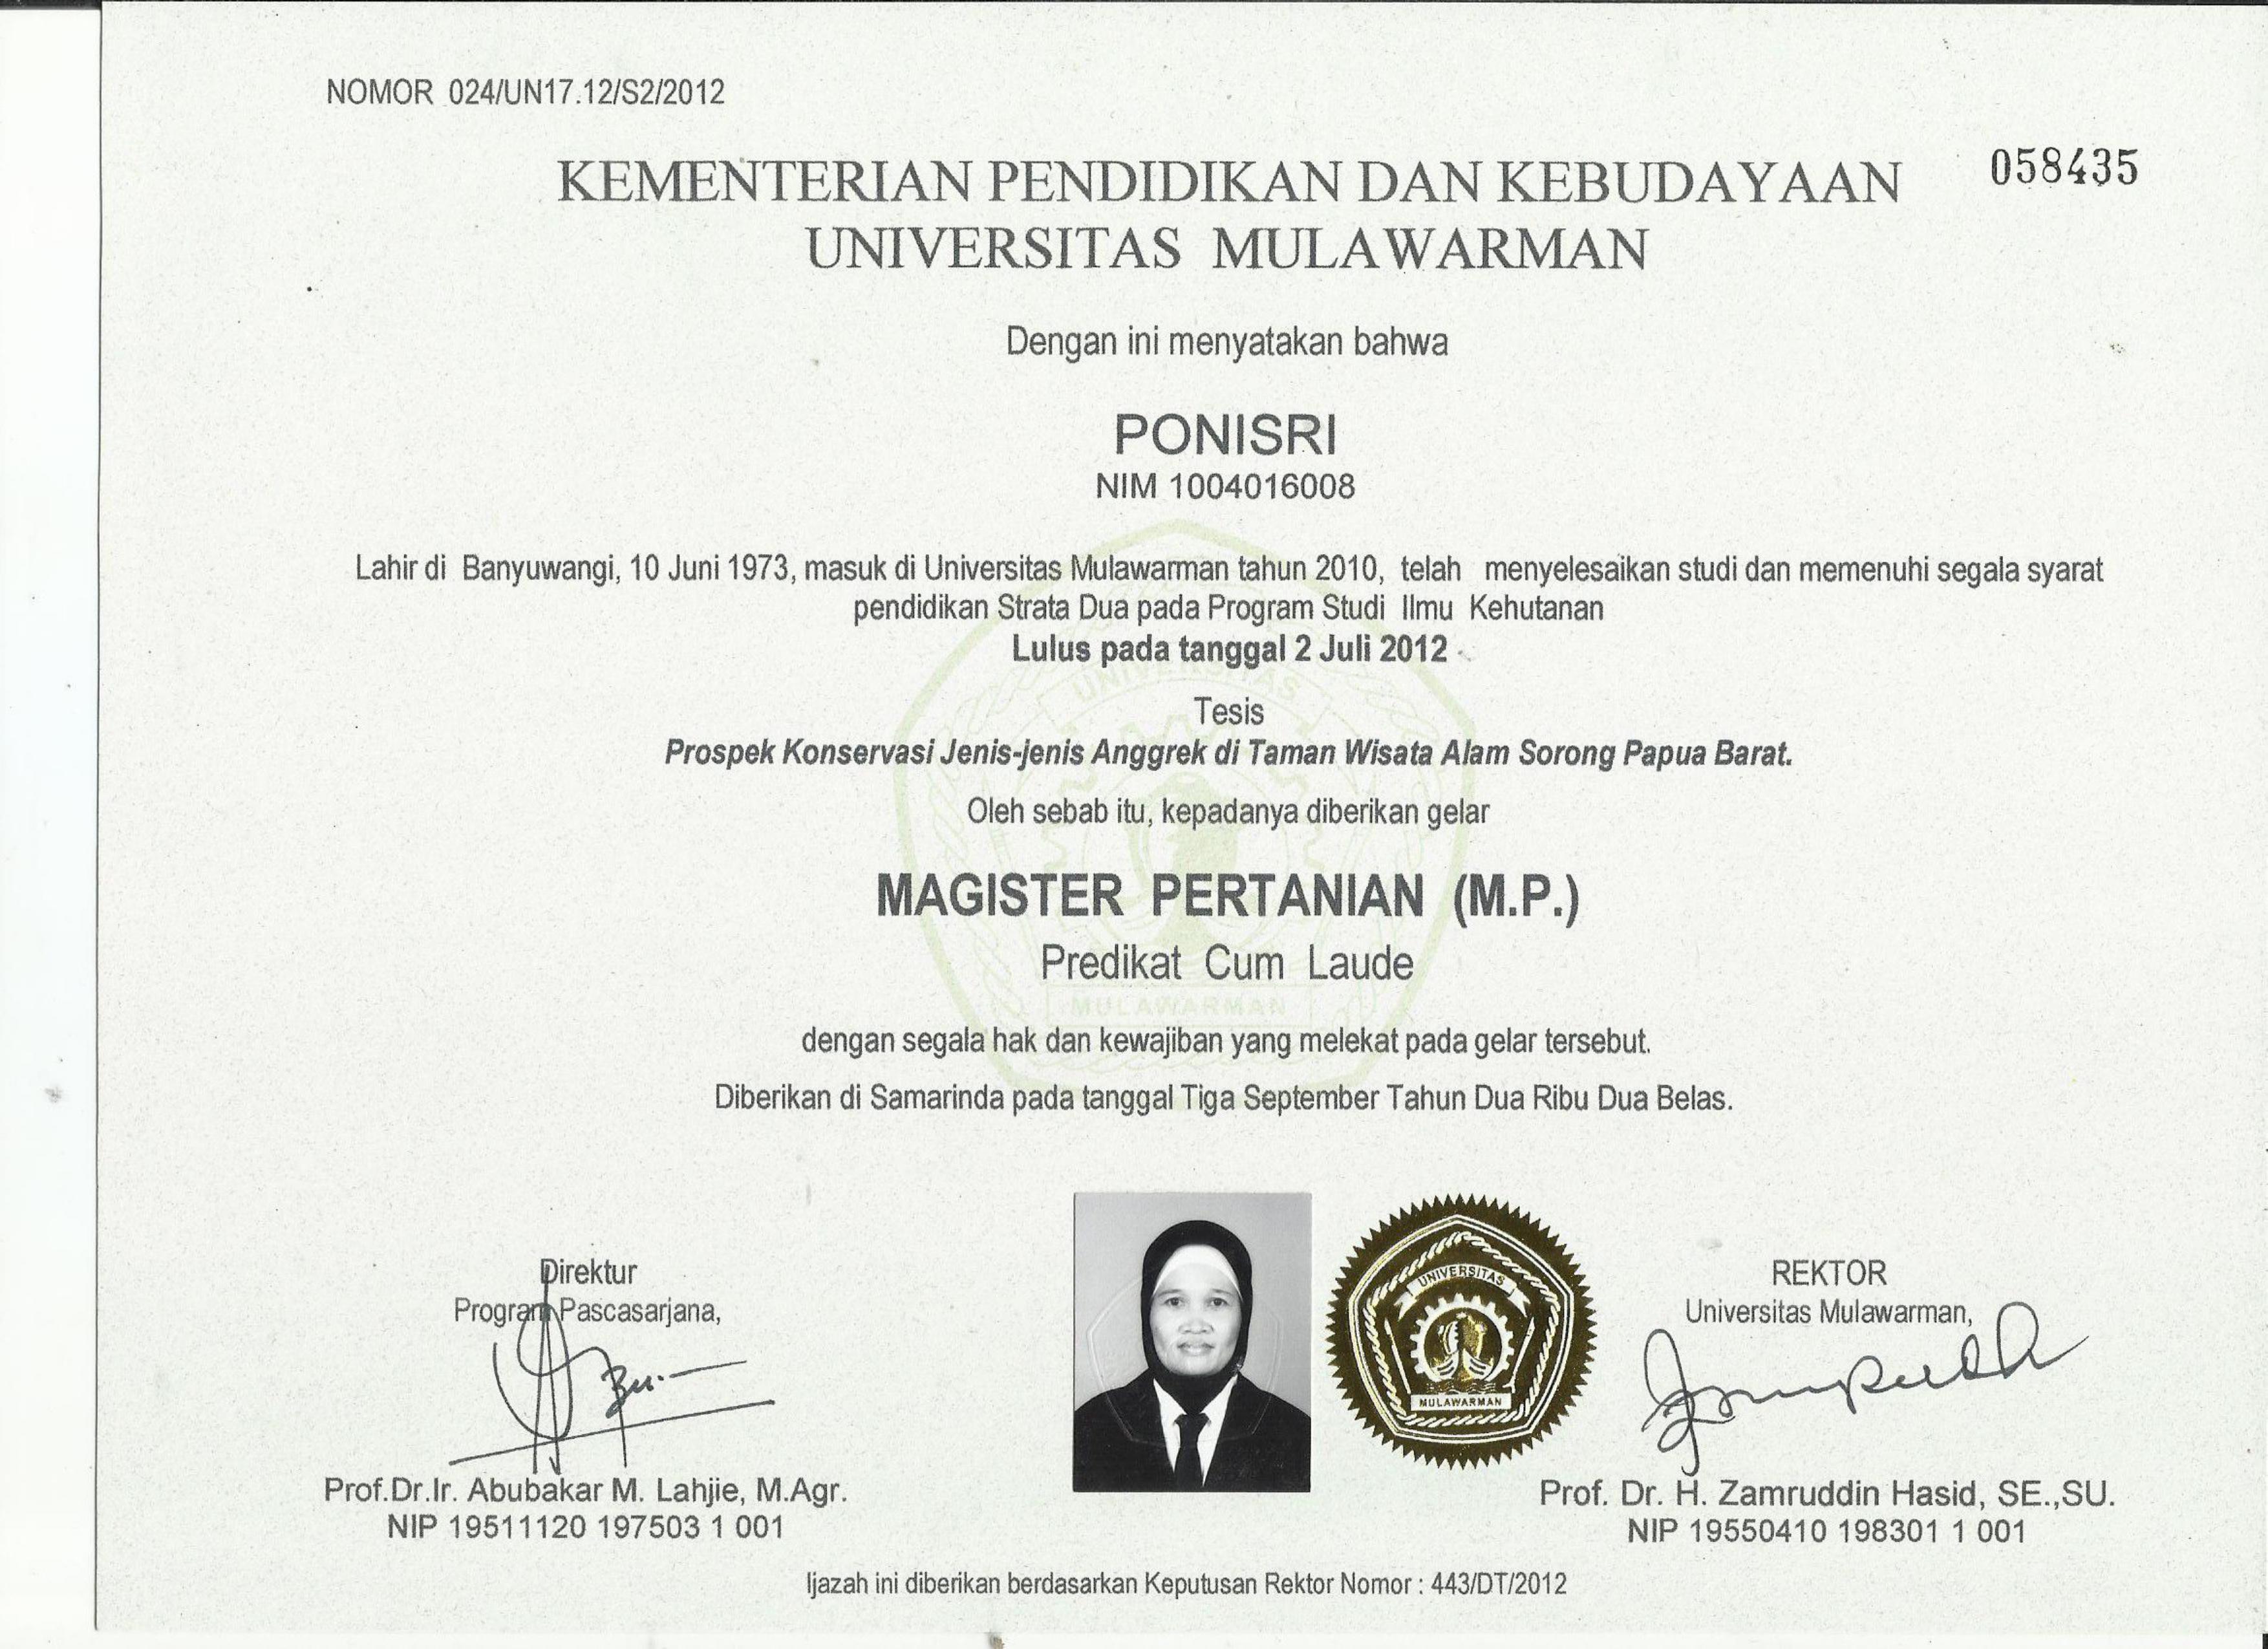 NOMOR 024/UN17.12/S2/2012
058435
KEMENTERIAN PENDIDIKAN DAN KEBUDAYAAN
UNIVERSITAS MULAWARMAN
Dengan ini menyatakan bahwa
PONISRI
NIM 1004016008
Lahir di Banyuwangi, 10 Juni 1973, masuk di Universitas Mulawarman tahun 2010, telah menyelesaikan studi dan memenuhi segala syarat
pendidikan Strata Dua pada Program Studi Ilmu Kehutanan
Lulus pada tanggal 2 Juli 2012
UNIVERSITAS
Tesis
Prospek Konservasi Jenis-jenis Anggrek di Taman Wisata Alam Sorong Papua Barat.
Oleh sebab itu, kepadanya diberikan gelar
MAGISTER PERTANIAN (M.P.)
Predikat Cum Laude
MULAWARMAN
dengan segala hak dan kewajiban yang melekat pada gelar tersebut.
Diberikan di Samarinda pada tanggal Tiga September Tahun Dua Ribu Dua Belas.
Direktur
Program Pascasarjana,
Prof.Dr.Ir. Abubakar M. Lahjie, M.Agr.
NIP 19511120 197503 1 001
UNIVERSITAS
MULAWARMAN
REKTOR
Universitas Mulawarman,
Prof. Dr. H. Zamruddin Hasid, SE.,SU.
NIP 19550410 198301 1 001
Ijazah ini diberikan berdasarkan Keputusan Rektor Nomor : 443/DT/2012